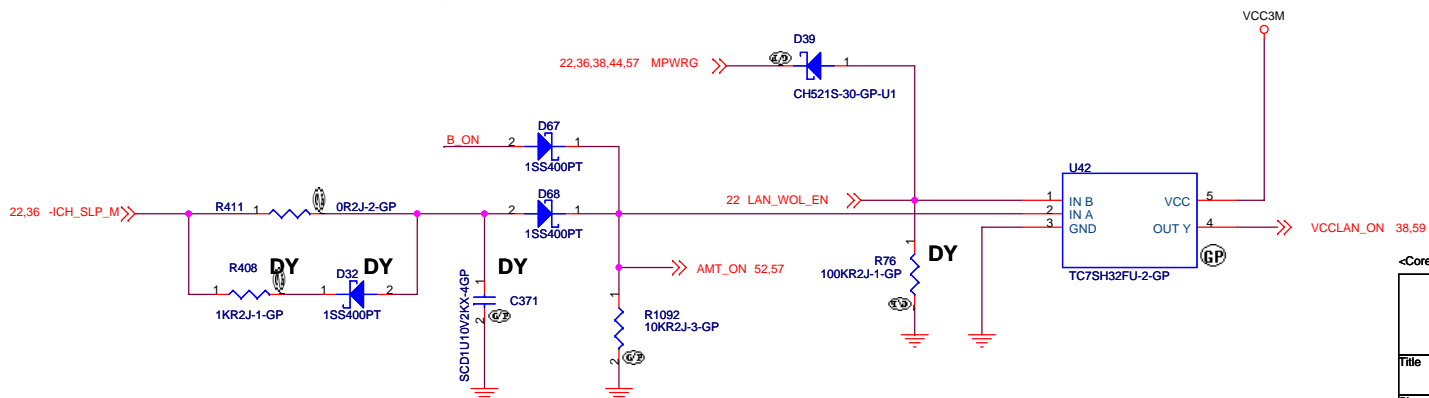 VCC3M
D39
22,36,38,44,57 MPWRG
1
CH521S-30-GP-U1
D67
B_ON
2
1
1SS400PT
U42
D68
22 LAN_WOL_EN
1 IN B
2 IN A
3 GND
VCC 5
OUT Y 4
TC7SH32FU-2-GP
GP
VCCLAN_ON 38,59
22,36 -ICH_SLP_M
R411 1
0R2J-2-GP
2
1
1SS400PT
<Core
R408
DY
D32
DY
1
1
2
1KR2J-1-GP
1SS400PT
SCD1U10V2KX-4GP
1
2
DY
C371
AMT_ON 52,57
1
R1092
10KR2J-3-GP
2
1
R76
100KR2J-1-GP
DY
Title